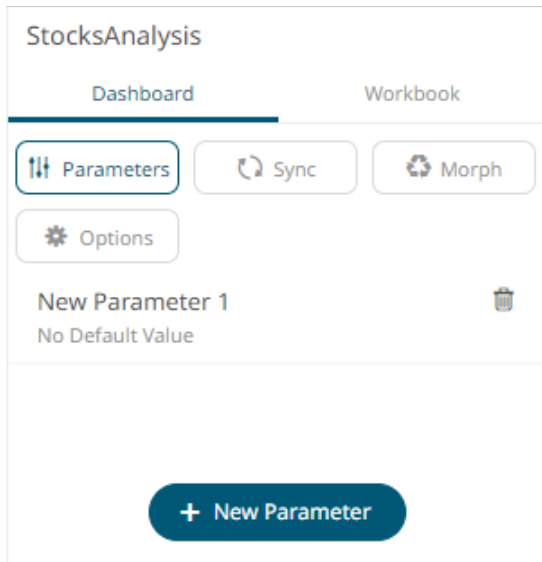 StocksAnalysis
Dashboard Workbook
Parameters Sync Morph
Options
New Parameter 1
No Default Value
+ New Parameter